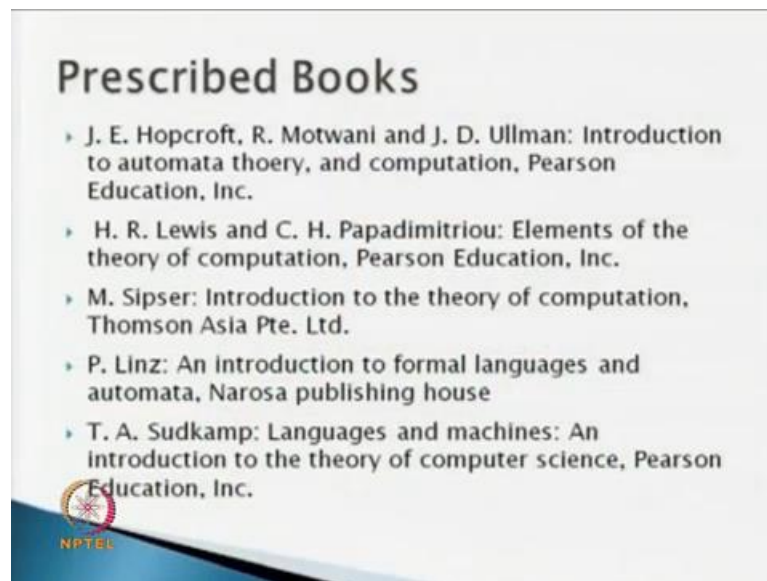 Prescribed Books
J. E. Hopcroft, R. Motwani and J. D. Ullman: Introduction
to automata thoery, and computation, Pearson
Education, Inc.
H. R. Lewis and C. H. Papadimitriou: Elements of the
theory of computation, Pearson Education, Inc.
M. Sipser: Introduction to the theory of computation,
Thomson Asia Pte. Ltd.
P. Linz: An introduction to formal languages and
automata, Narosa publishing house
T. A. Sudkamp: Languages and machines: An
introduction to the theory of computer science, Pearson
Education, Inc.
NPTEL